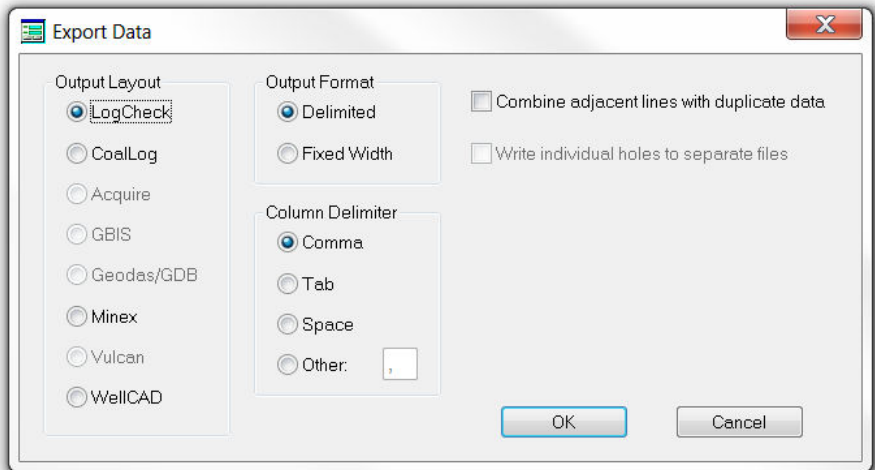 Export Data
Output Layout
LogCheck
CoalLog
Acquire
GBIS
Geodas/GDB
Minex
Vulcan
WellCAD
Output Format
Delimited
Fixed Width
Column Delimiter
Comma
Tab
Space
Other: ,
Combine adjacent lines with duplicate data
Write individual holes to separate files
OK
Cancel